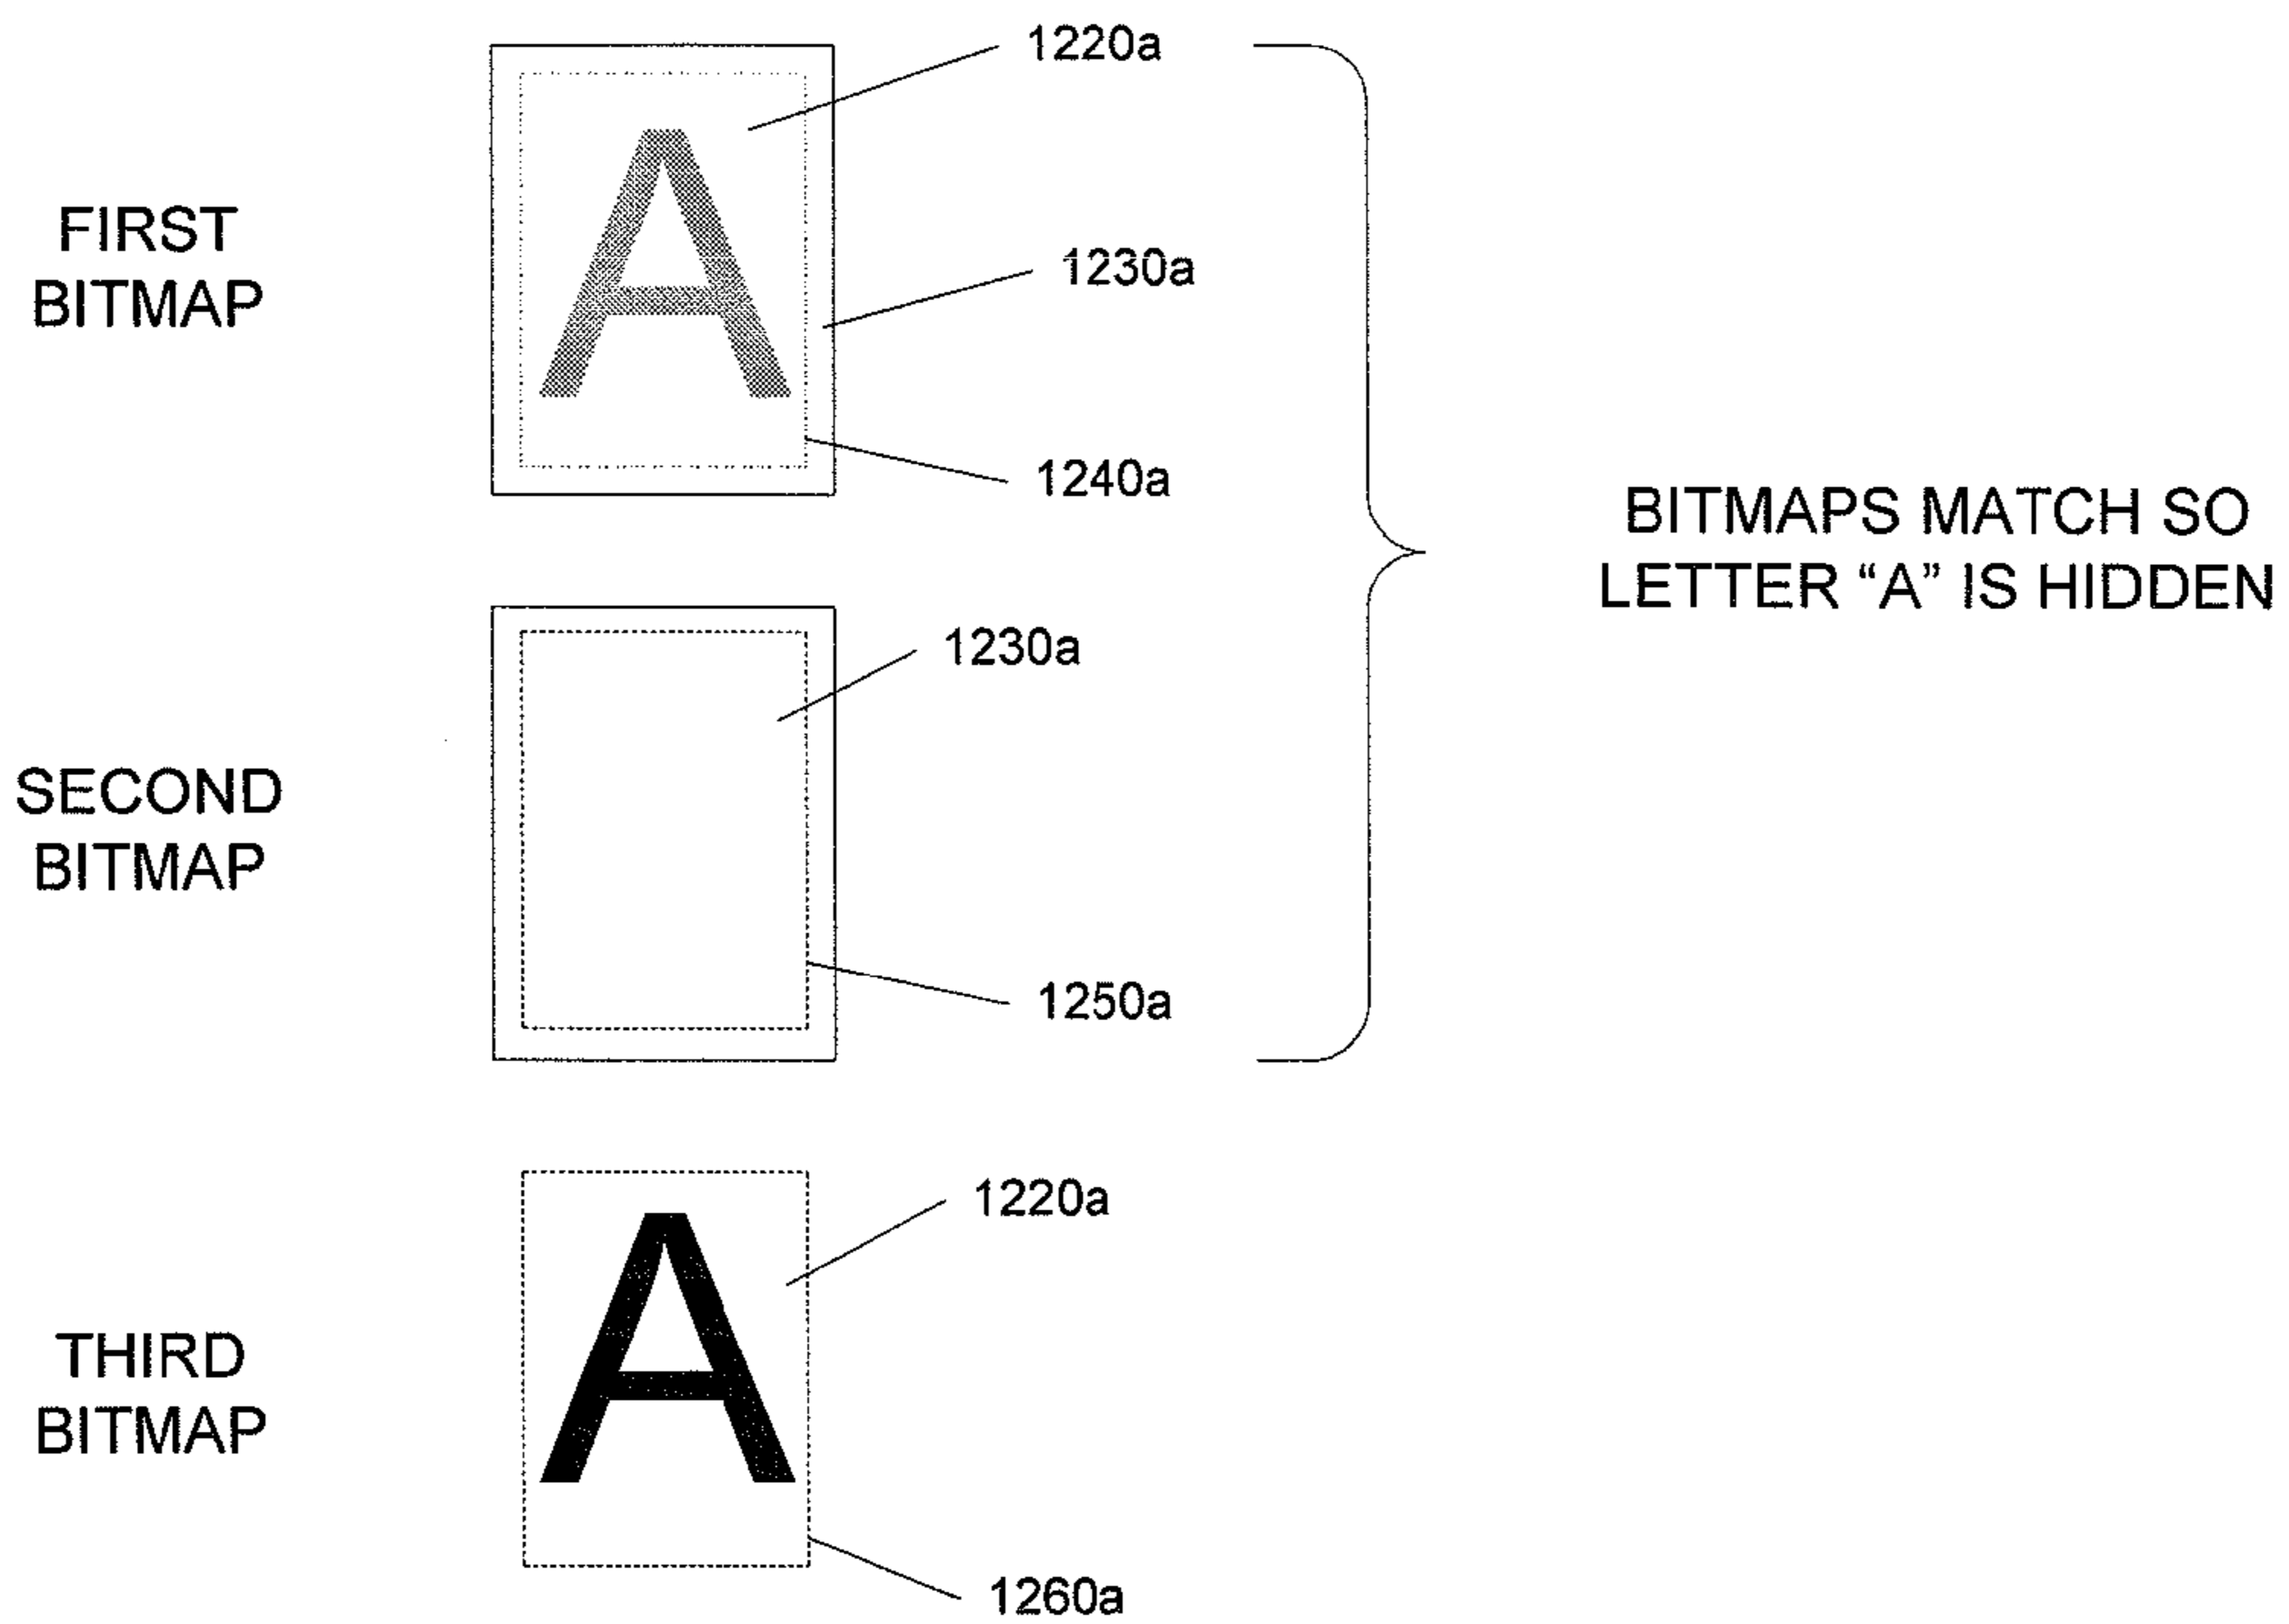 1220a
A
FIRST
BITMAP
1230a
1240a
BITMAPS MATCH SO
LETTER “A” IS HIDDEN
1230a
SECOND
BITMAP
1250a
1220a
A
THIRD
BITMAP
1260a